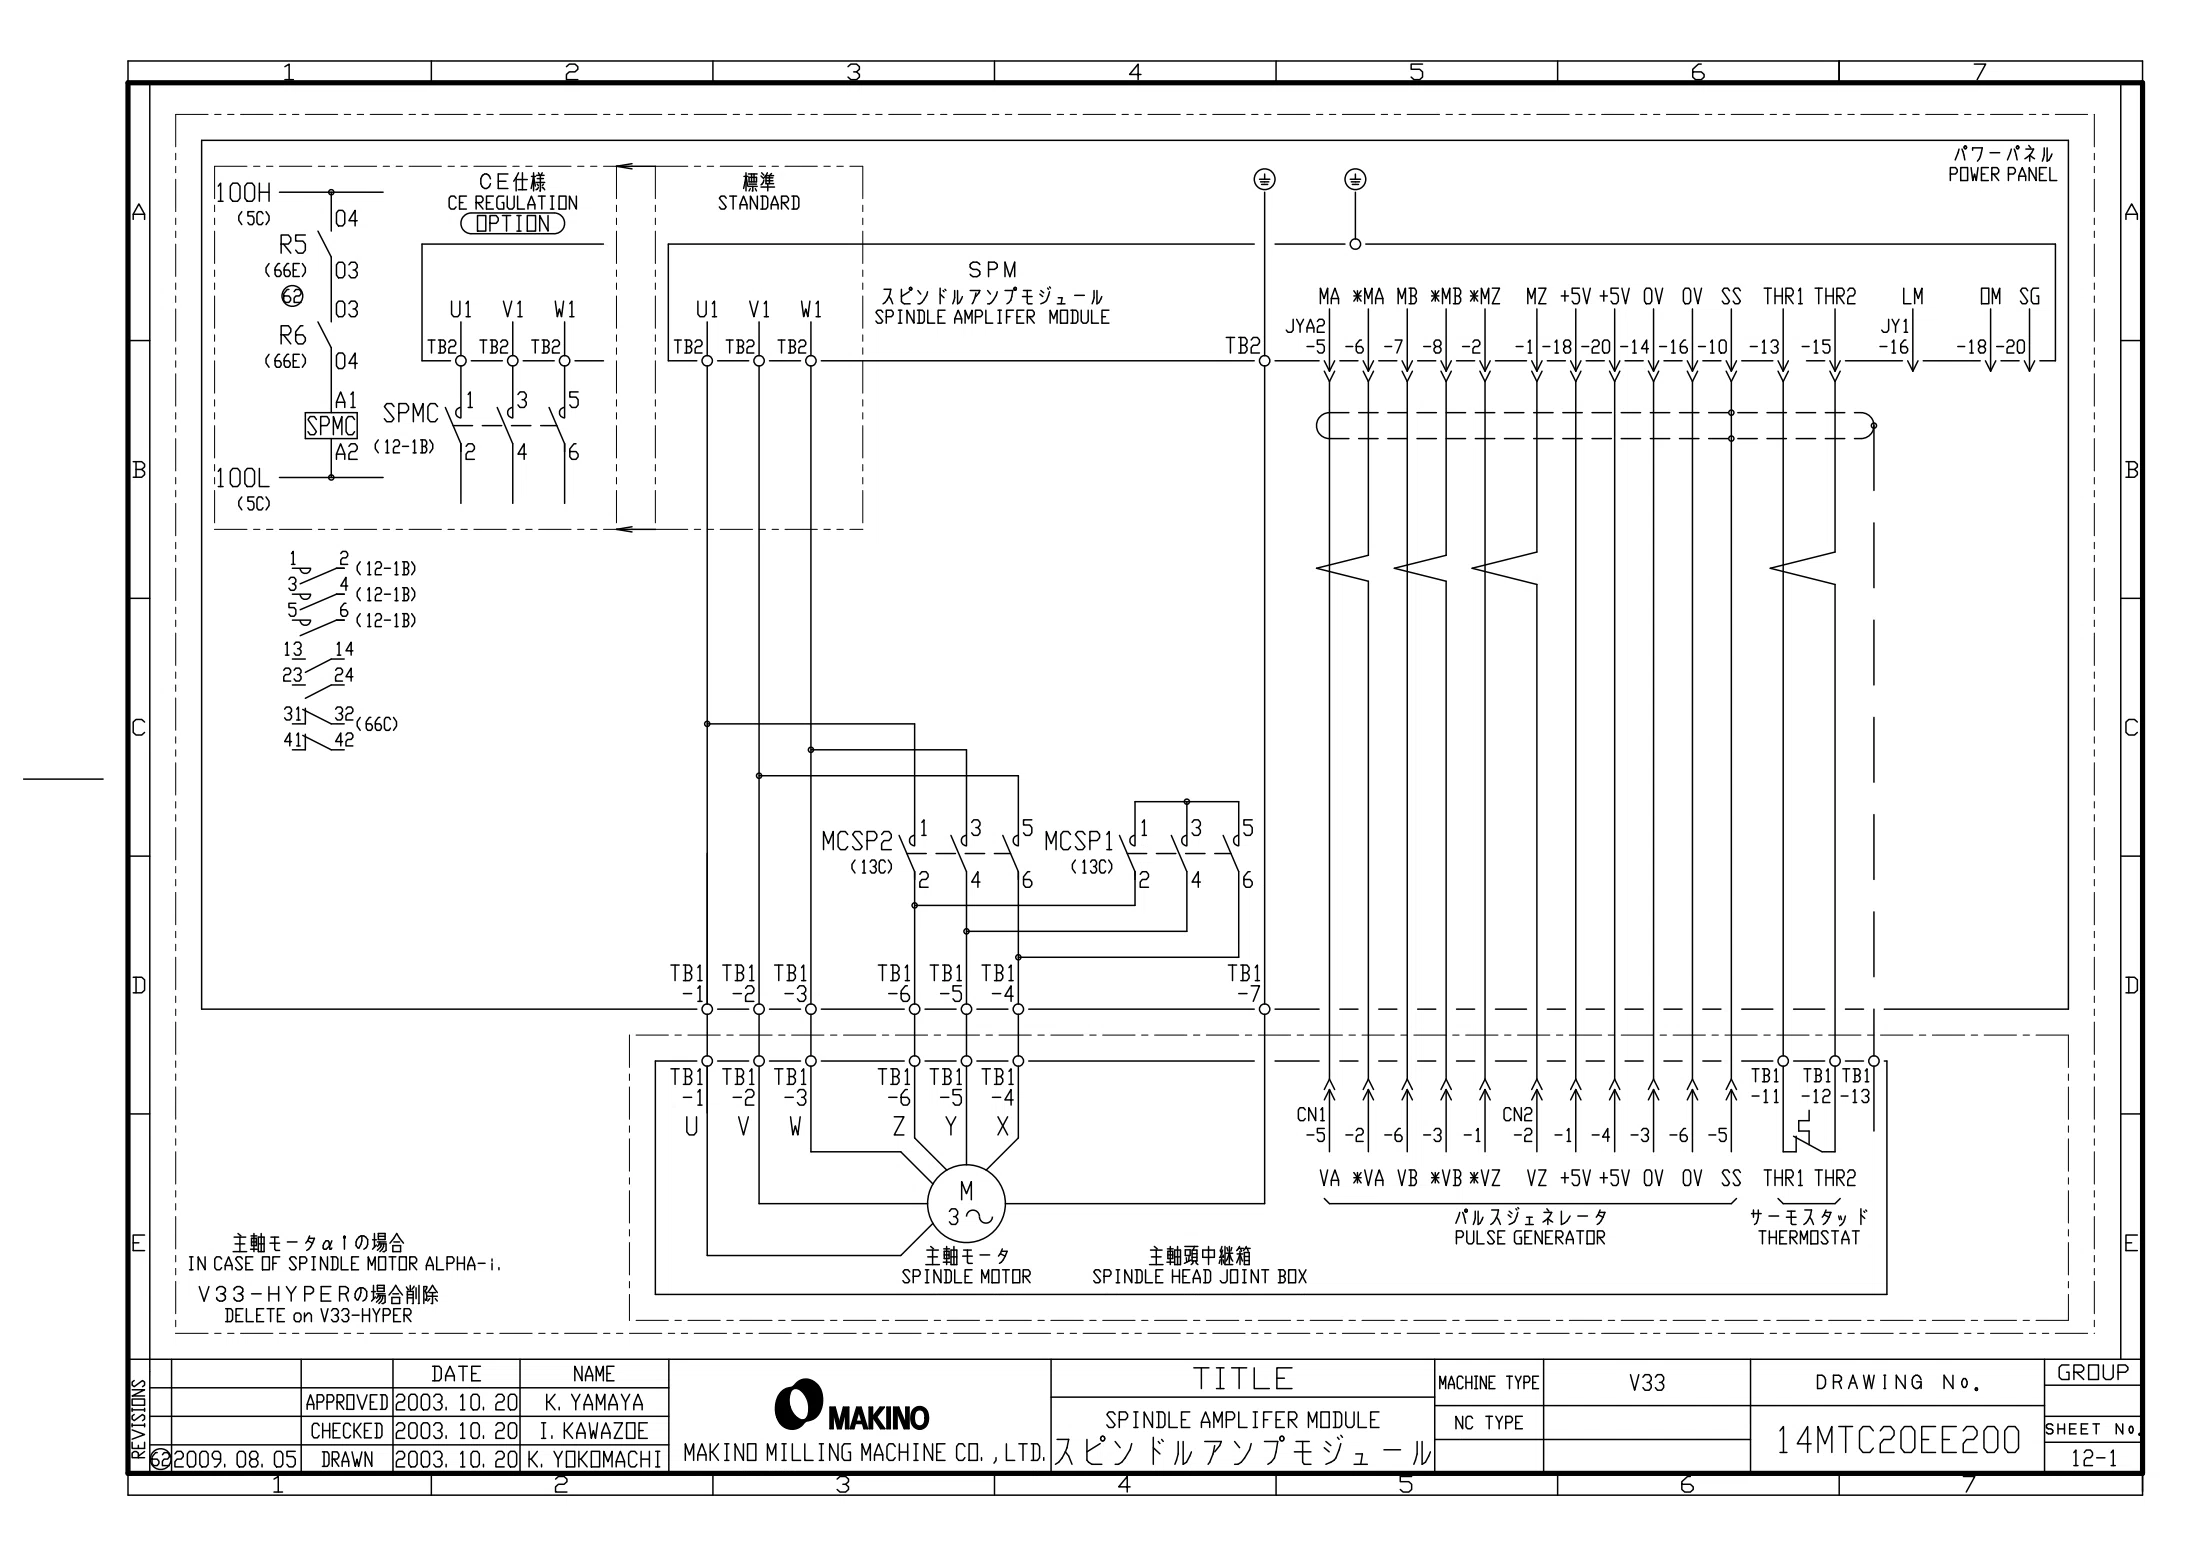 1 2 3 4 5 6 7
パワーパネル
POWER PANEL
A A
100H
(5C)
04
R5
(66E)
03
62
03
R6
(66E)
04
A1
SPMC
A2
100L
(5C)
CE仕様
CE REGULATION
OPTION
U1 V1 W1
TB2 TB2 TB2
SPMC
(12-1B)
1 3 5
2 4 6
標準
STANDARD
U1 V1 W1
TB2 TB2 TB2
SPM
スピンドルアンプモジュール
SPINDLE AMPLIFER MODULE
TB2
MA *MA MB *MB *MZ MZ +5V +5V 0V 0V SS THR1 THR2 LM OM SG
JYA2 JY1
-5 -6 -7 -8 -2 -1 -18 -20 -14 -16 -10 -13 -15 -16 -18 -20
B B
1 2 (12-1B)
3 4 (12-1B)
5 6 (12-1B)
13 14
23 24
31 32 (66C)
41 42
C C
MCSP2
(13C)
1 3 5
2 4 6
MCSP1
(13C)
1 3 5
2 4 6
D D
TB1 TB1 TB1 TB1 TB1 TB1 TB1
-1 -2 -3 -6 -5 -4 -7
TB1 TB1 TB1 TB1 TB1 TB1
-1 -2 -3 -6 -5 -4
U V W Z Y X
TB1 TB1 TB1
-11 -12 -13
CN1 CN2
-5 -2 -6 -3 -1 -2 -1 -4 -3 -6 -5
VA *VA VB *VB *VZ VZ +5V +5V 0V 0V SS THR1 THR2
M
3
パルスジェネレータ
PULSE GENERATOR
サーモスタッド
THERMOSTAT
E E
主軸モータ
SPINDLE MOTOR
主軸頭中継箱
SPINDLE HEAD JOINT BOX
主軸モータαiの場合
IN CASE OF SPINDLE MOTOR ALPHA-i.
V33-HYPERの場合削除
DELETE on V33-HYPER
REVISIONS
DATE NAME
APPROVED 2003. 10. 20 K. YAMAYA
CHECKED 2003. 10. 20 I. KAWAZOE
62 2009. 08. 05 DRAWN 2003. 10. 20 K. YOKOMACHI
MAKINO
MAKINO MILLING MACHINE CO. ,LTD.
TITLE
SPINDLE AMPLIFER MODULE
スピンドルアンプモジュール
MACHINE TYPE V33
NC TYPE
DRAWING No.
14MTC20EE200
GROUP
SHEET No.
12-1
1 2 3 4 5 6 7